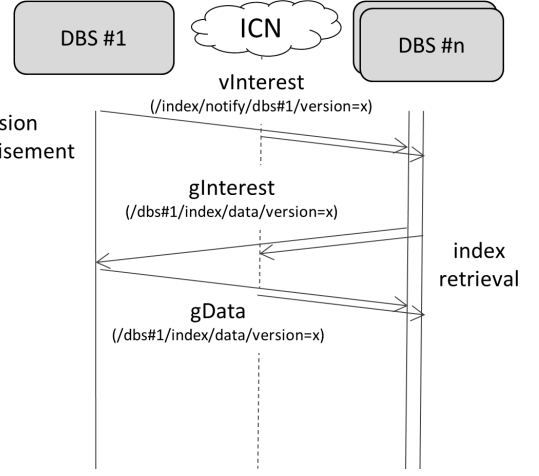 DBS #1
ICN
DBS #n
vInterest
(/index/notify/dbs#1/version=x)
sion
isement
gInterest
(/dbs#1/index/data/version=x)
index
retrieval
gData
(/dbs#1/index/data/version=x)